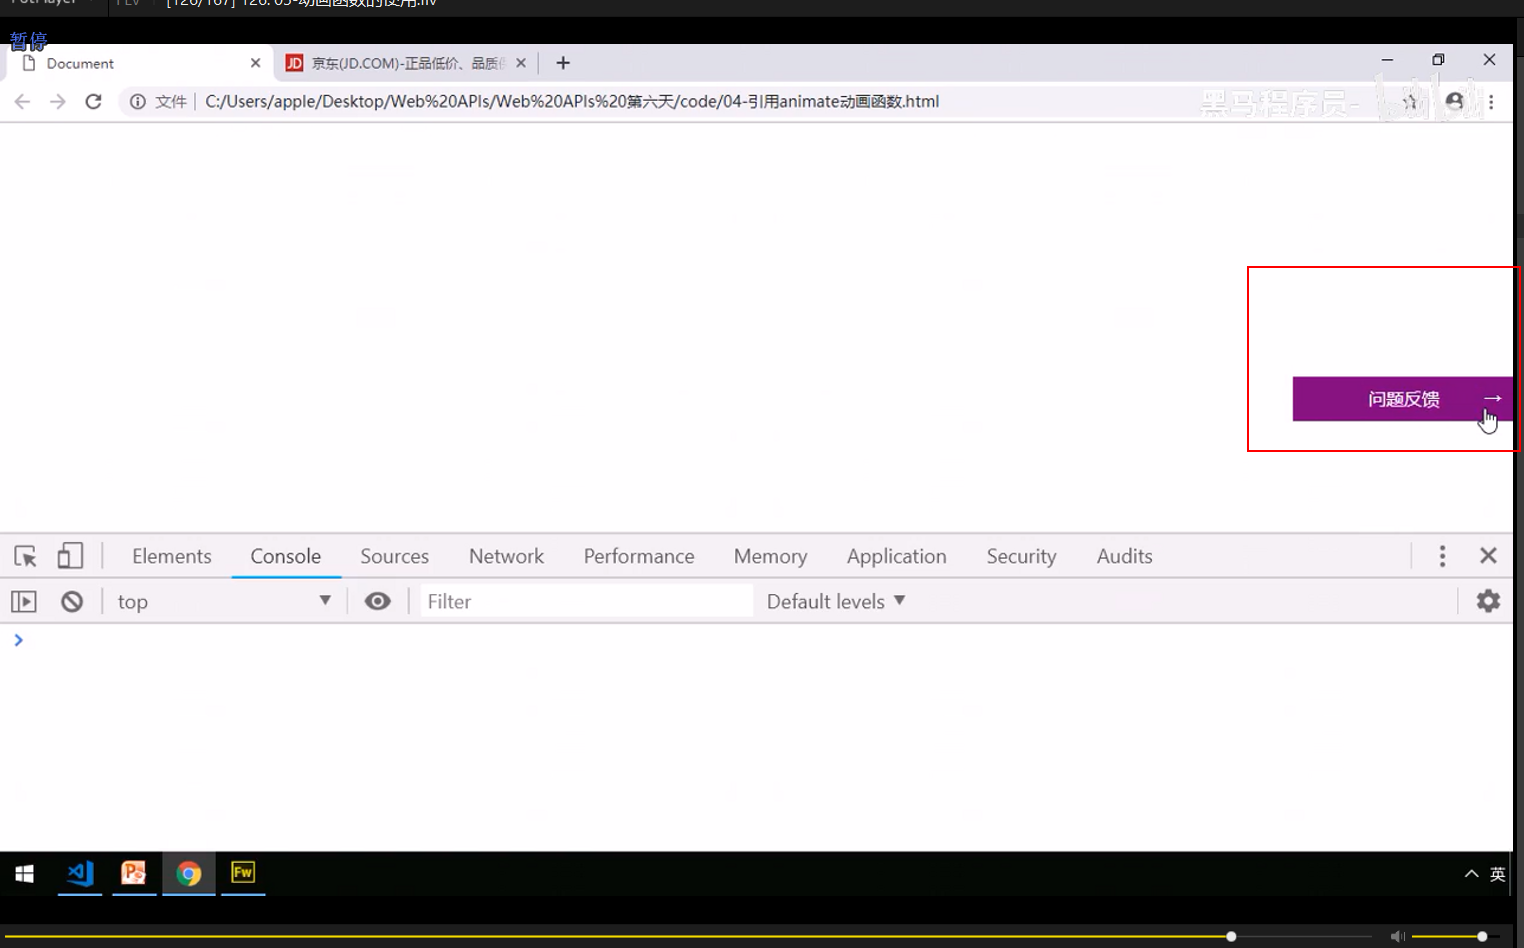 [126/167] 126. 05-动画函数的使用.flv
暂停
Document
JD 京东(JD.COM)-正品低价、品质
文件 C:/Users/apple/Desktop/Web%20APIs/Web%20APIs%20第六天/code/04-引用animate动画函数.html
黑马程序员- bilibili
问题反馈 →
Elements Console Sources Network Performance Memory Application Security Audits
top Filter Default levels
Fw
英